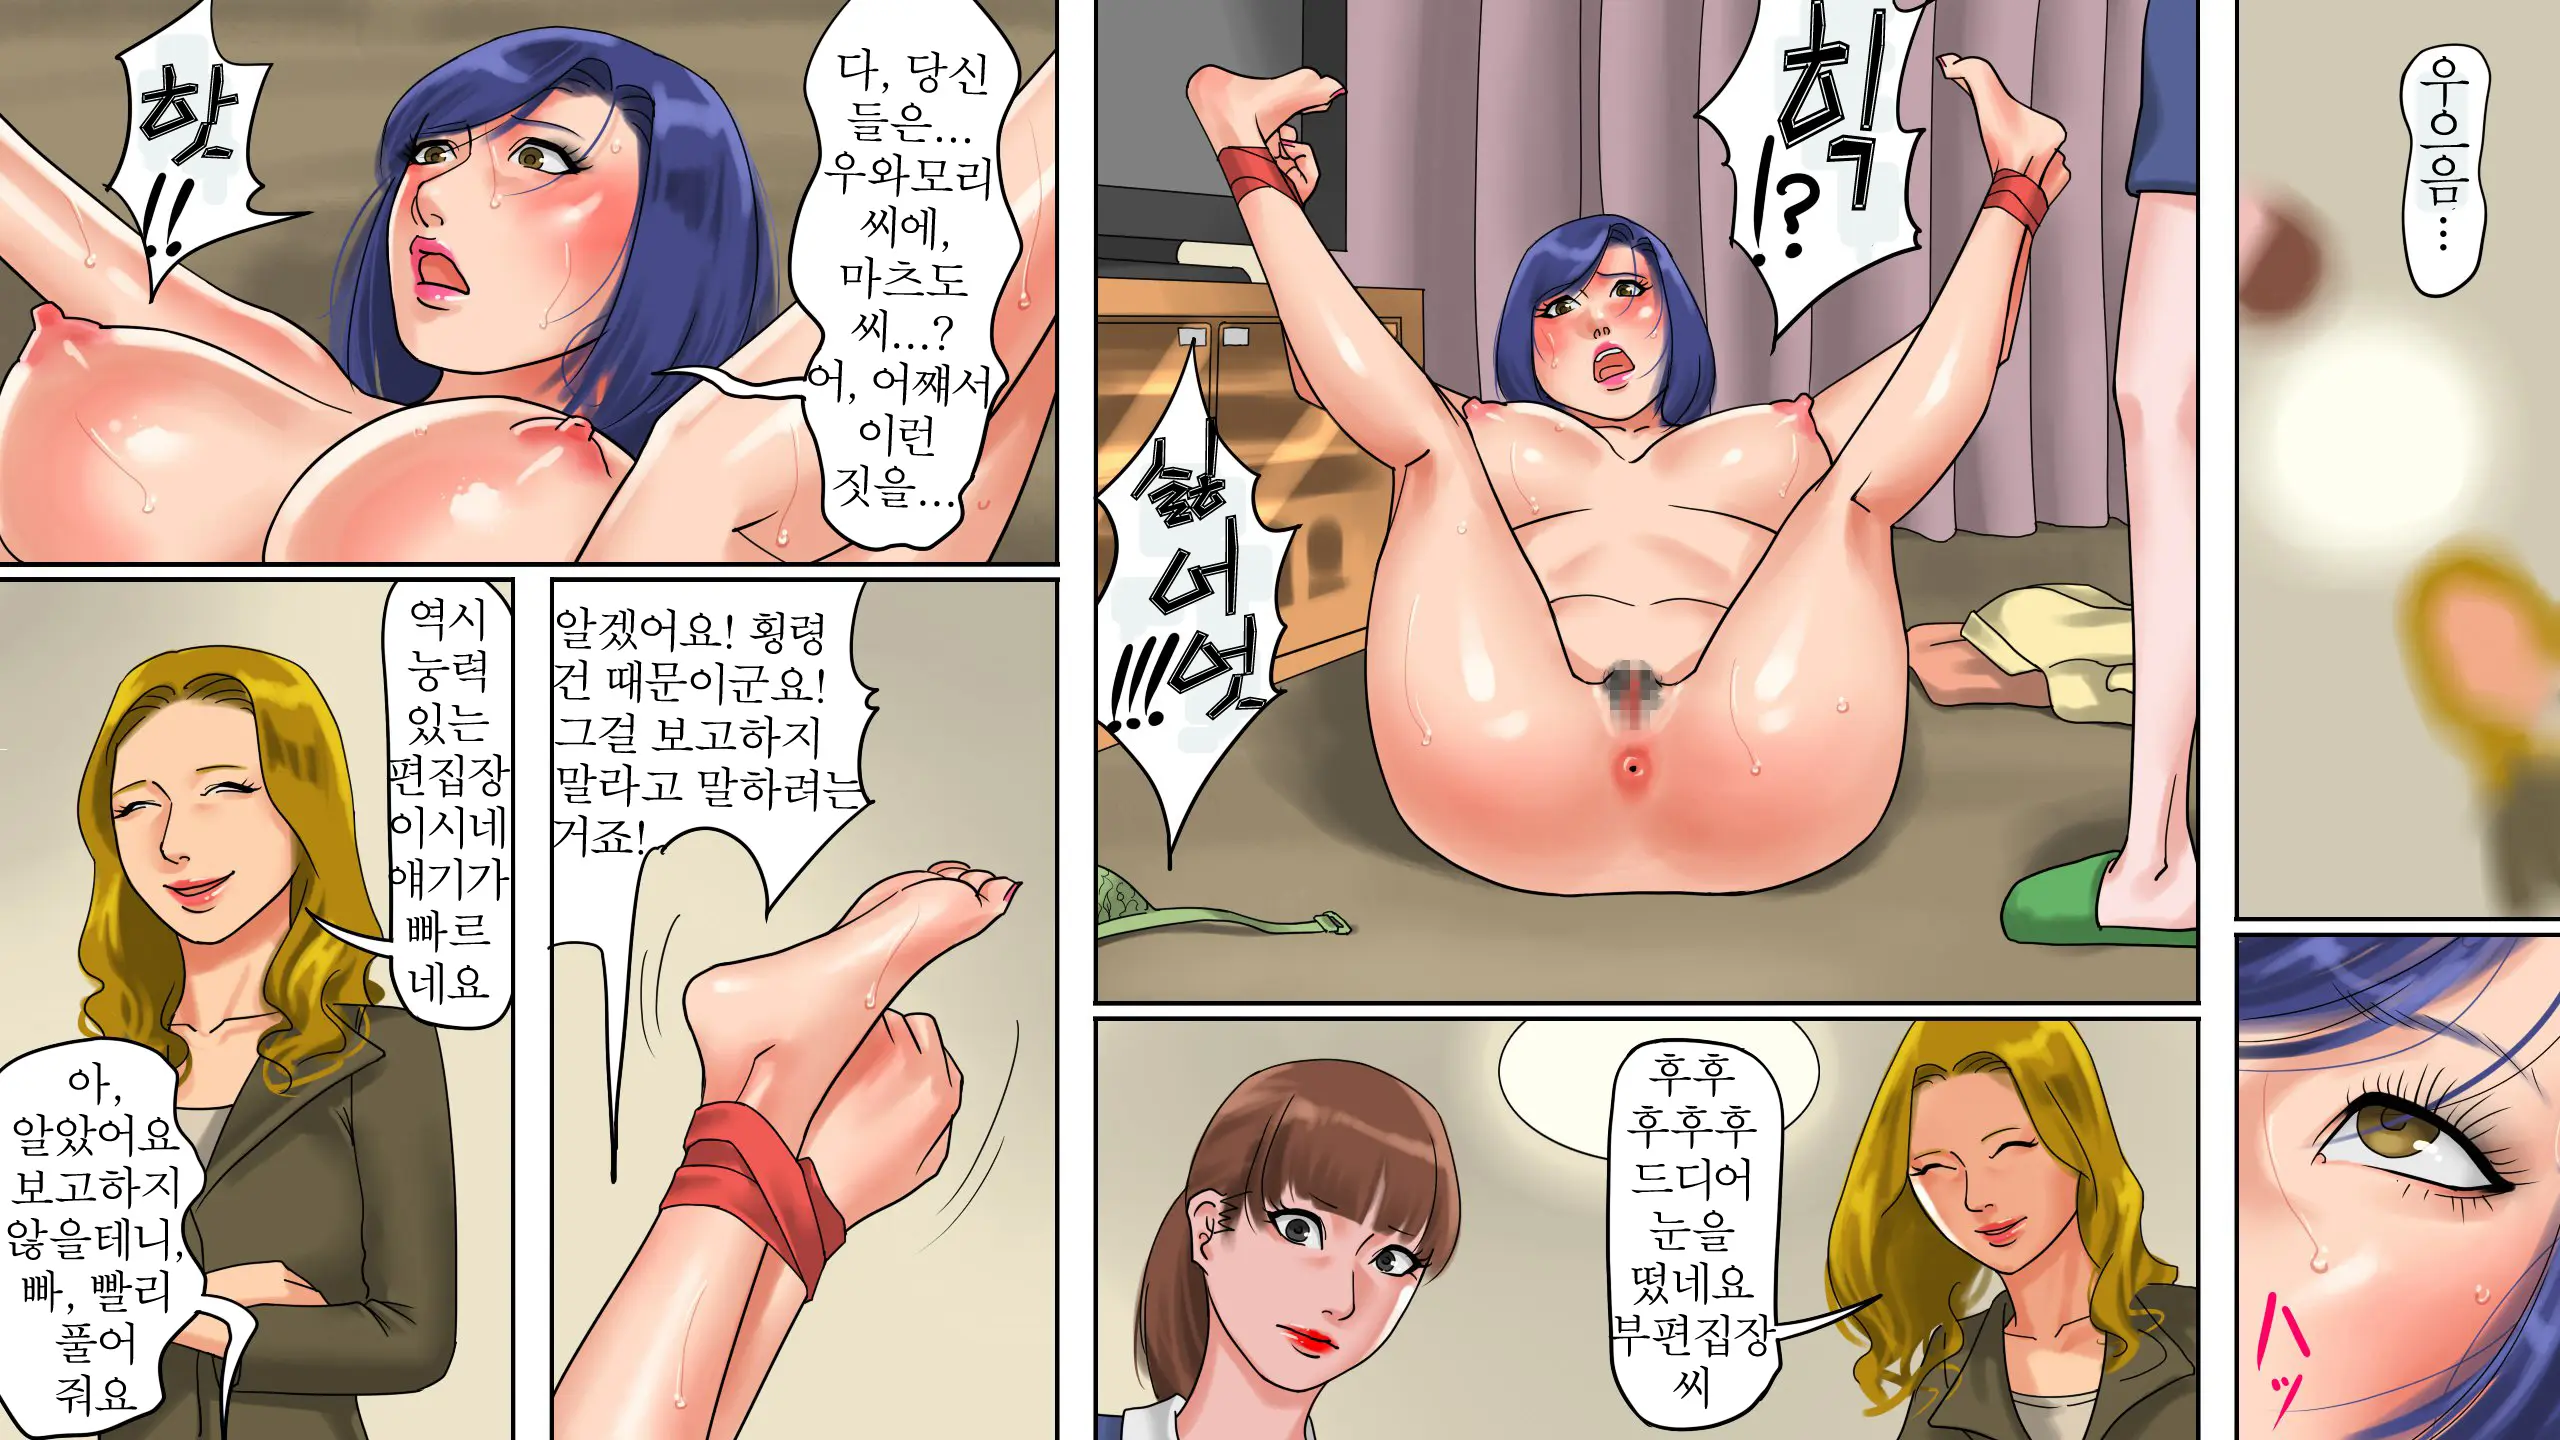 우으음…
ハッ
후후
후후후
드디어
눈을
떴네요
부편집장
씨
힉
!?
싫어엇
!!!
핫
!!
다, 당신
들은...
우와모리
씨에,
마츠도
씨...?
어, 어째서
이런
짓을...
알겠어요! 횡령
건 때문이군요!
그걸 보고하지
말라고 말하려는
거죠!
역시
능력
있는
편집장
이시네
얘기가
빠르
네요
아,
알았어요
보고하지
않을테니,
빠, 빨리
풀어
줘요